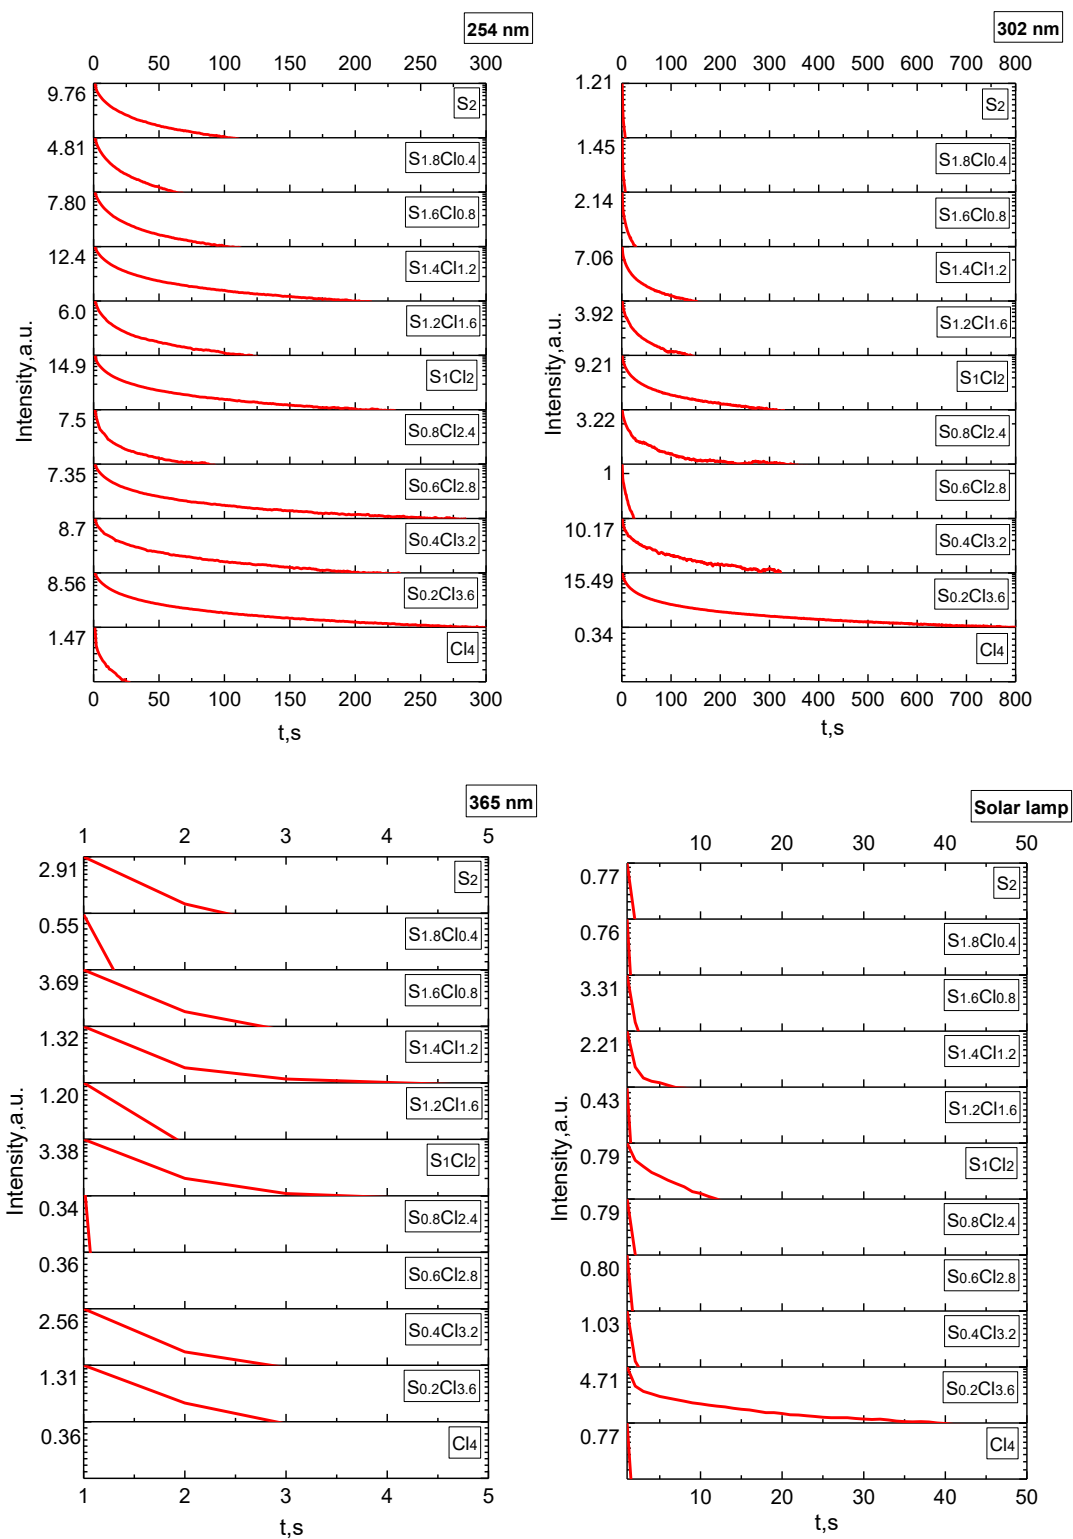 254 nm
0 50 100 150 200 250 300
9.76 S2
4.81 S1.8Cl0.4
7.80 S1.6Cl0.8
12.4 S1.4Cl1.2
6.0 S1.2Cl1.6
14.9 S1Cl2
7.5 S0.8Cl2.4
7.35 S0.6Cl2.8
8.7 S0.4Cl3.2
8.56 S0.2Cl3.6
1.47 Cl4
Intensity,a.u.
0 50 100 150 200 250 300
t,s
302 nm
0 100 200 300 400 500 600 700 800
1.21 S2
1.45 S1.8Cl0.4
2.14 S1.6Cl0.8
7.06 S1.4Cl1.2
3.92 S1.2Cl1.6
9.21 S1Cl2
3.22 S0.8Cl2.4
1 S0.6Cl2.8
10.17 S0.4Cl3.2
15.49 S0.2Cl3.6
0.34 Cl4
Intensity,a.u.
0 100 200 300 400 500 600 700 800
t,s
365 nm
1 2 3 4 5
2.91 S2
0.55 S1.8Cl0.4
3.69 S1.6Cl0.8
1.32 S1.4Cl1.2
1.20 S1.2Cl1.6
3.38 S1Cl2
0.34 S0.8Cl2.4
0.36 S0.6Cl2.8
2.56 S0.4Cl3.2
1.31 S0.2Cl3.6
0.36 Cl4
Intensity,a.u.
1 2 3 4 5
t,s
Solar lamp
10 20 30 40 50
0.77 S2
0.76 S1.8Cl0.4
3.31 S1.6Cl0.8
2.21 S1.4Cl1.2
0.43 S1.2Cl1.6
0.79 S1Cl2
0.79 S0.8Cl2.4
0.80 S0.6Cl2.8
1.03 S0.4Cl3.2
4.71 S0.2Cl3.6
0.77 Cl4
Intensity,a.u.
10 20 30 40 50
t,s